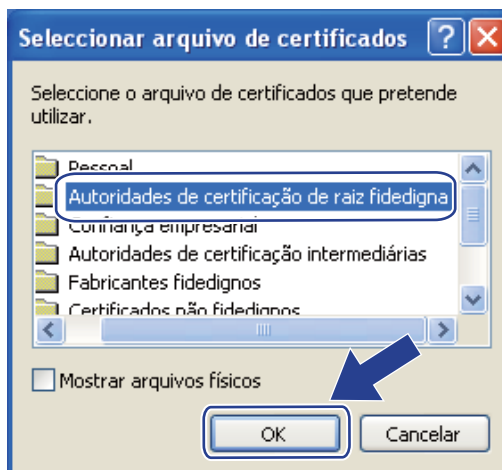 Seleccionar arquivo de certificados
Seleccione o arquivo de certificados que pretende
utilizar.
Pessoal
Autoridades de certificação de raiz fidedigna
Confiança empresarial
Autoridades de certificação intermediárias
Fabricantes fidedignos
Certificados não fidedignos
Mostrar arquivos físicos
OK
Cancelar